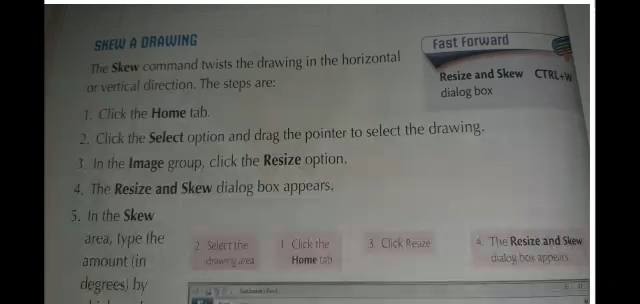 SKEW A DRAWING
The Skew command twists the drawing in the horizontal
or vertical direction. The steps are:
Fast Forward
Resize and Skew CTRL+W
dialog box
1. Click the Home tab.
2. Click the Select option and drag the pointer to select the drawing.
3. In the Image group, click the Resize option.
4. The Resize and Skew dialog box appears.
5. In the Skew
area, type the
amount (in
degrees) by
2. Select the
drawing area
1 Click the
Home tab
3. Click Resize
4. The Resize and Skew
dialog box appears